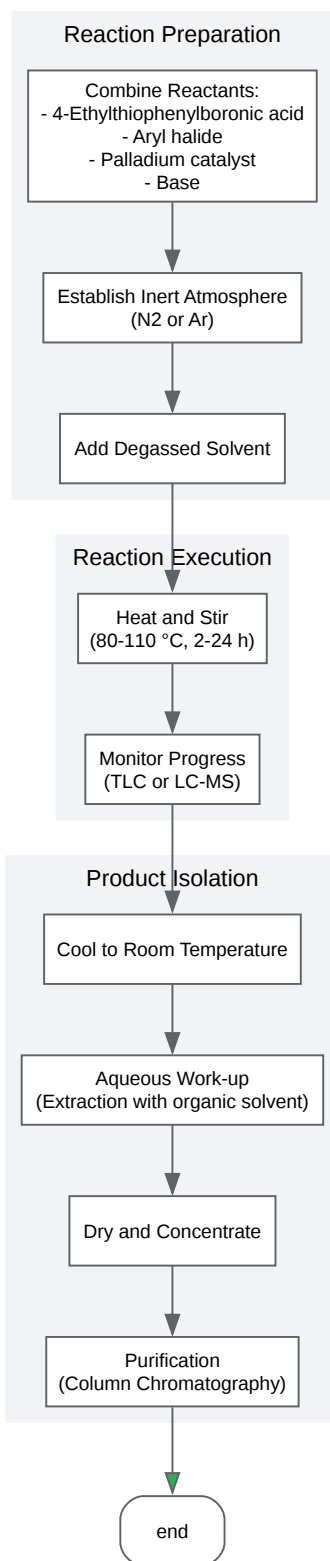 Reaction Preparation
Combine Reactants:
- 4-Ethylthiophenylboronic acid
- Aryl halide
- Palladium catalyst
- Base
Establish Inert Atmosphere
(N2 or Ar)
Add Degassed Solvent
Reaction Execution
Heat and Stir
(80-110 °C, 2-24 h)
Monitor Progress
(TLC or LC-MS)
Product Isolation
Cool to Room Temperature
Aqueous Work-up
(Extraction with organic solvent)
Dry and Concentrate
Purification
(Column Chromatography)
end